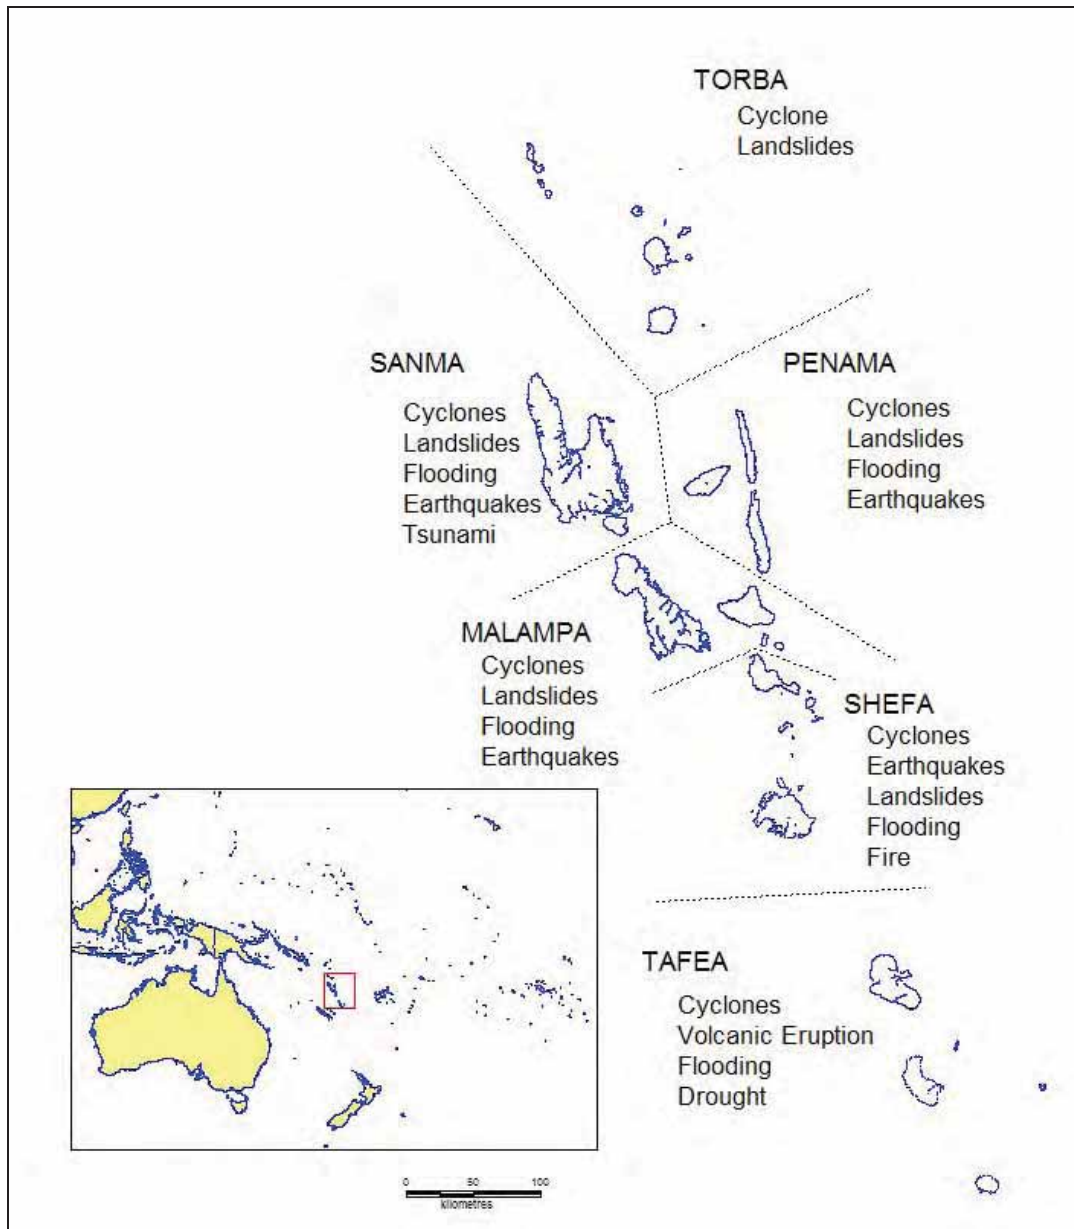 TORBA
Cyclone
Landslides
SANMA
Cyclones
Landslides
Flooding
Earthquakes
Tsunami
PENAMA
Cyclones
Landslides
Flooding
Earthquakes
MALAMPA
Cyclones
Landslides
Flooding
Earthquakes
SHEFA
Cyclones
Earthquakes
Landslides
Flooding
Fire
TAFEA
Cyclones
Volcanic Eruption
Flooding
Drought
0 50 100
kilometres